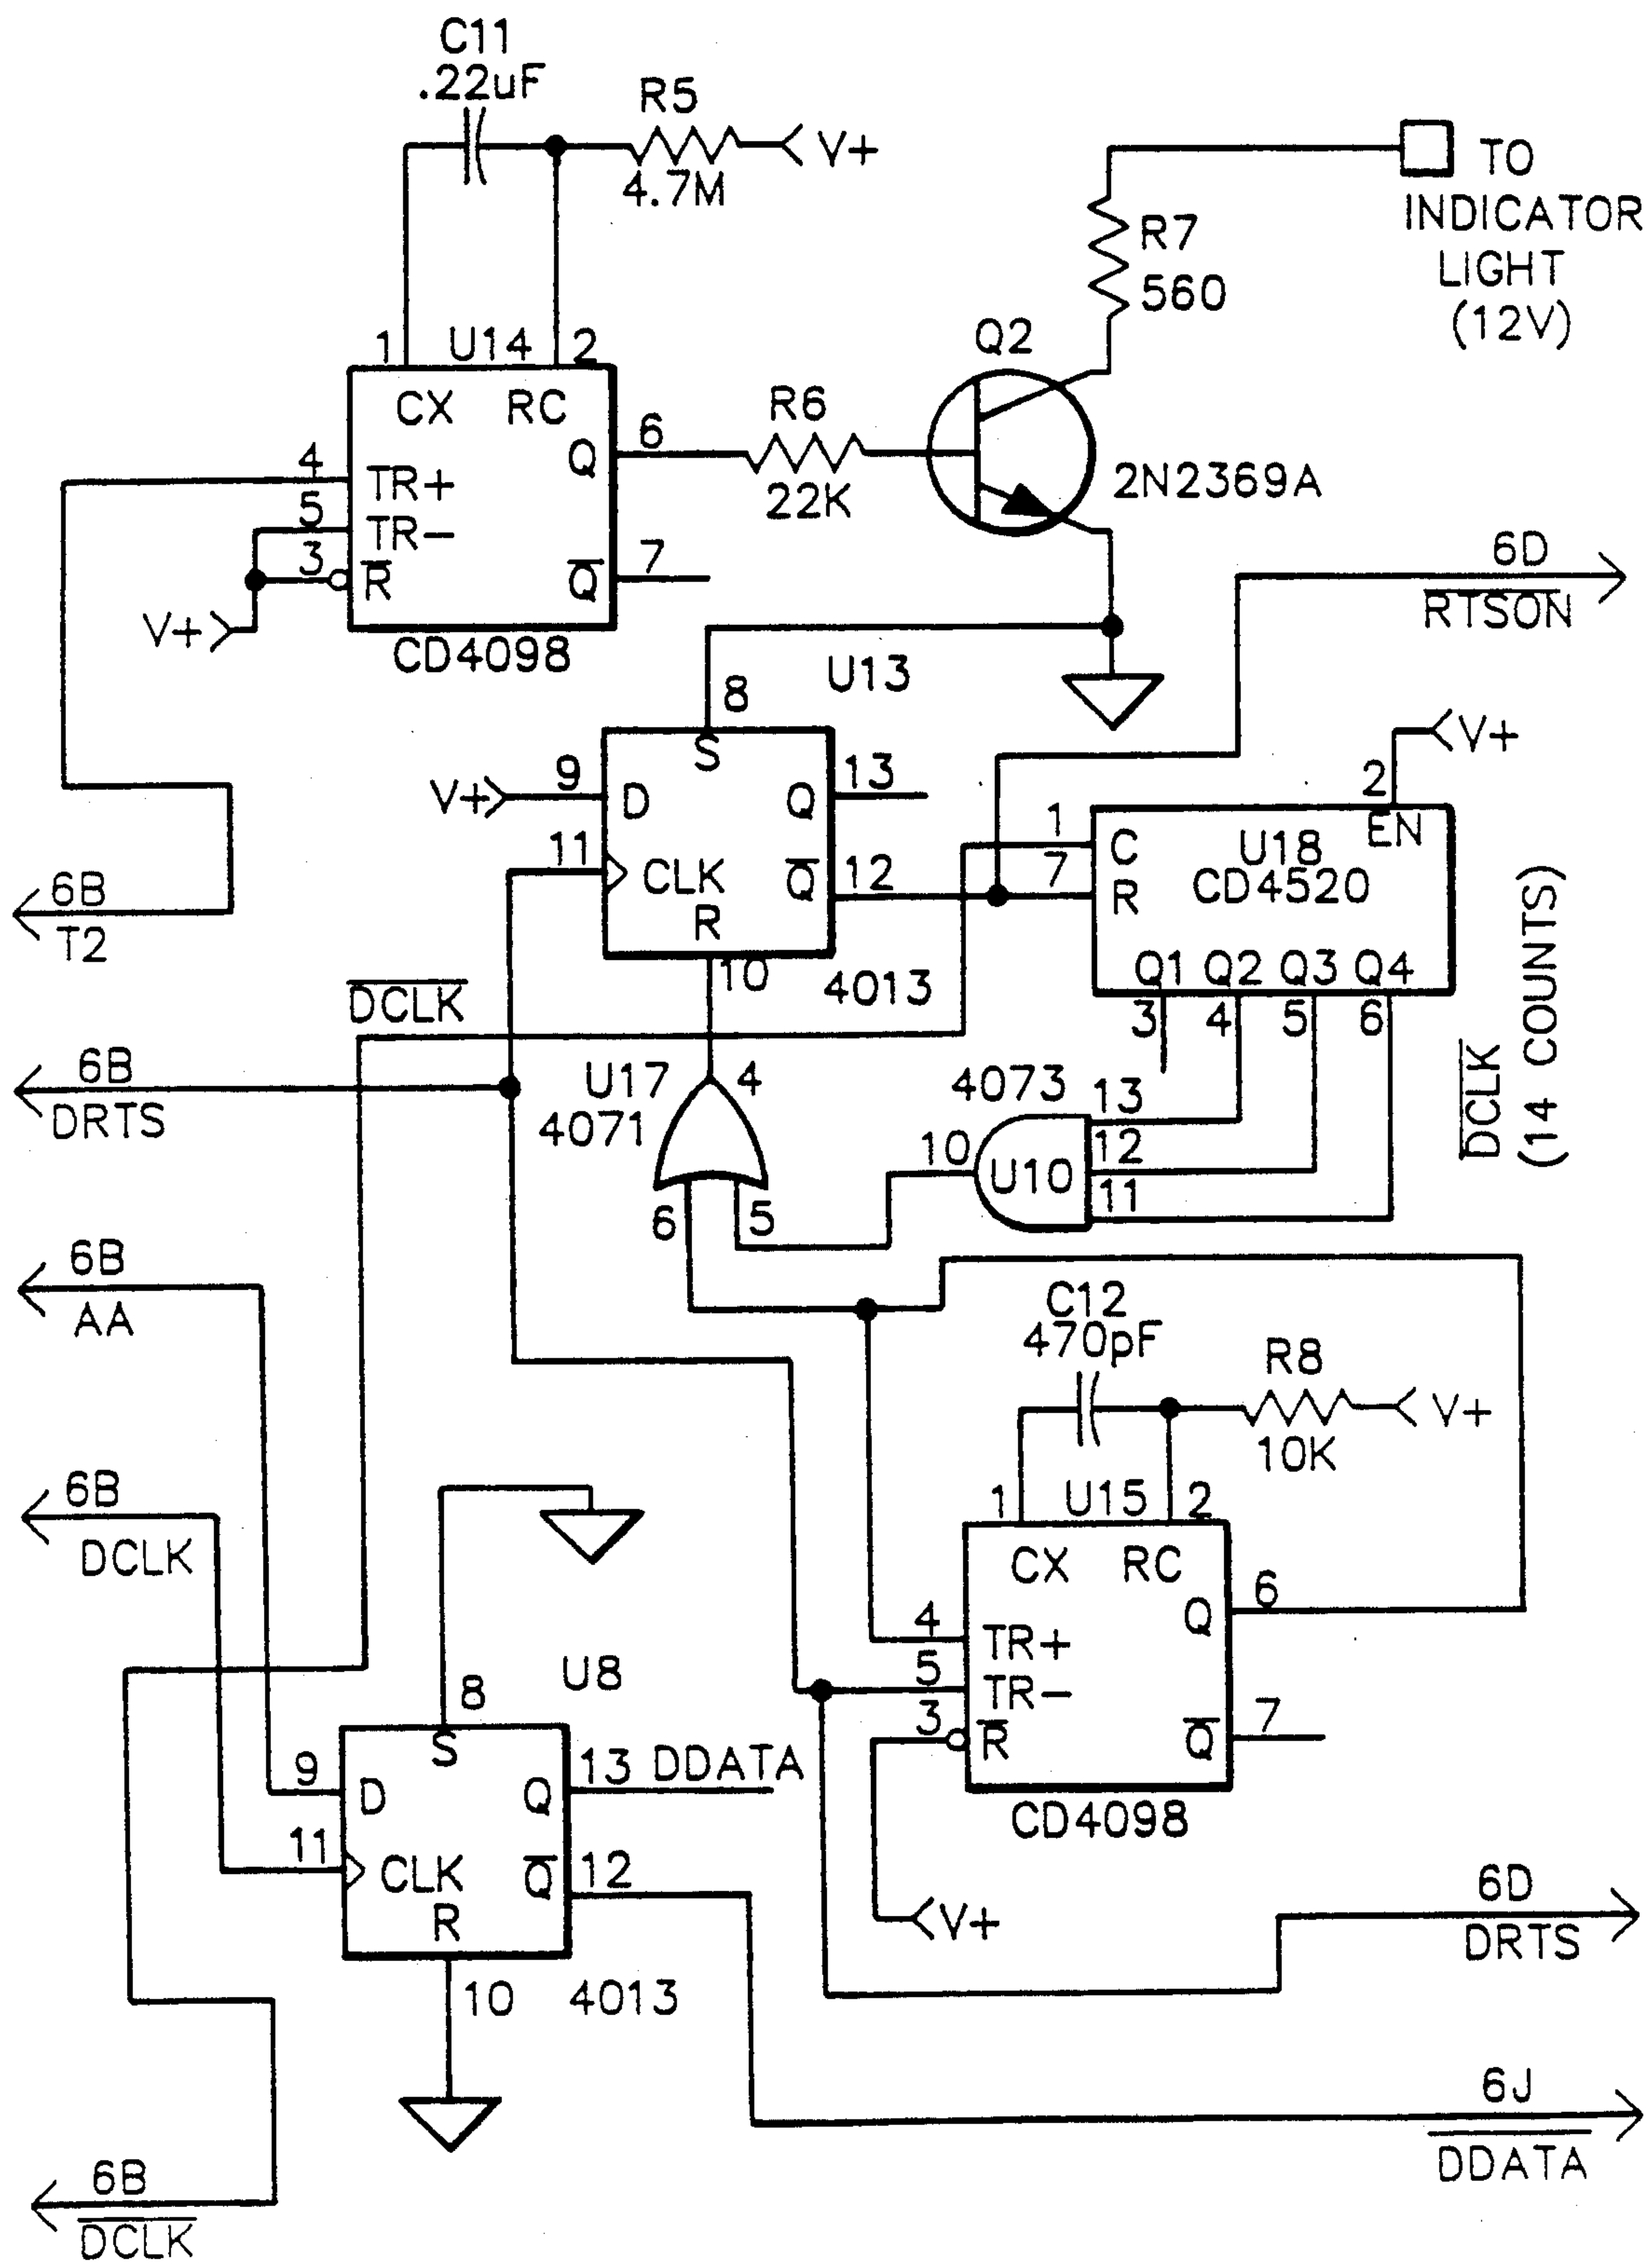 C11
.22uF
R5
4.7M
V+
TO
INDICATOR
LIGHT
(12V)
R7
560
Q2
1
U14
2
CX
RC
R6
22K
Q
6
2N2369A
4
TR+
5
TR-
3
R̅
Q̅
7
V+
CD4098
6D
R̅T̅S̅O̅N̅
U13
8
S
V+
9
D
Q
13
11
CLK
Q̅
12
R
10
4013
V+
2
EN
1
C
U18
7
R
CD4520
Q1
Q2
Q3
Q4
3
4
5
6
D̅C̅L̅K̅
(14 COUNTS)
6B
T2
D̅C̅L̅K̅
6B
DRTS
U17
4071
4
6
5
4073
13
12
11
10
U10
6B
AA
C12
470pF
R8
10K
V+
6B
DCLK
1
U15
2
CX
RC
Q
6
4
TR+
5
TR-
3
R̅
Q̅
7
CD4098
V+
8
U8
S
9
D
Q
13
DDATA
11
CLK
Q̅
12
R
10
4013
6D
DRTS
6J
D̅D̅A̅T̅A̅
6B
D̅C̅L̅K̅